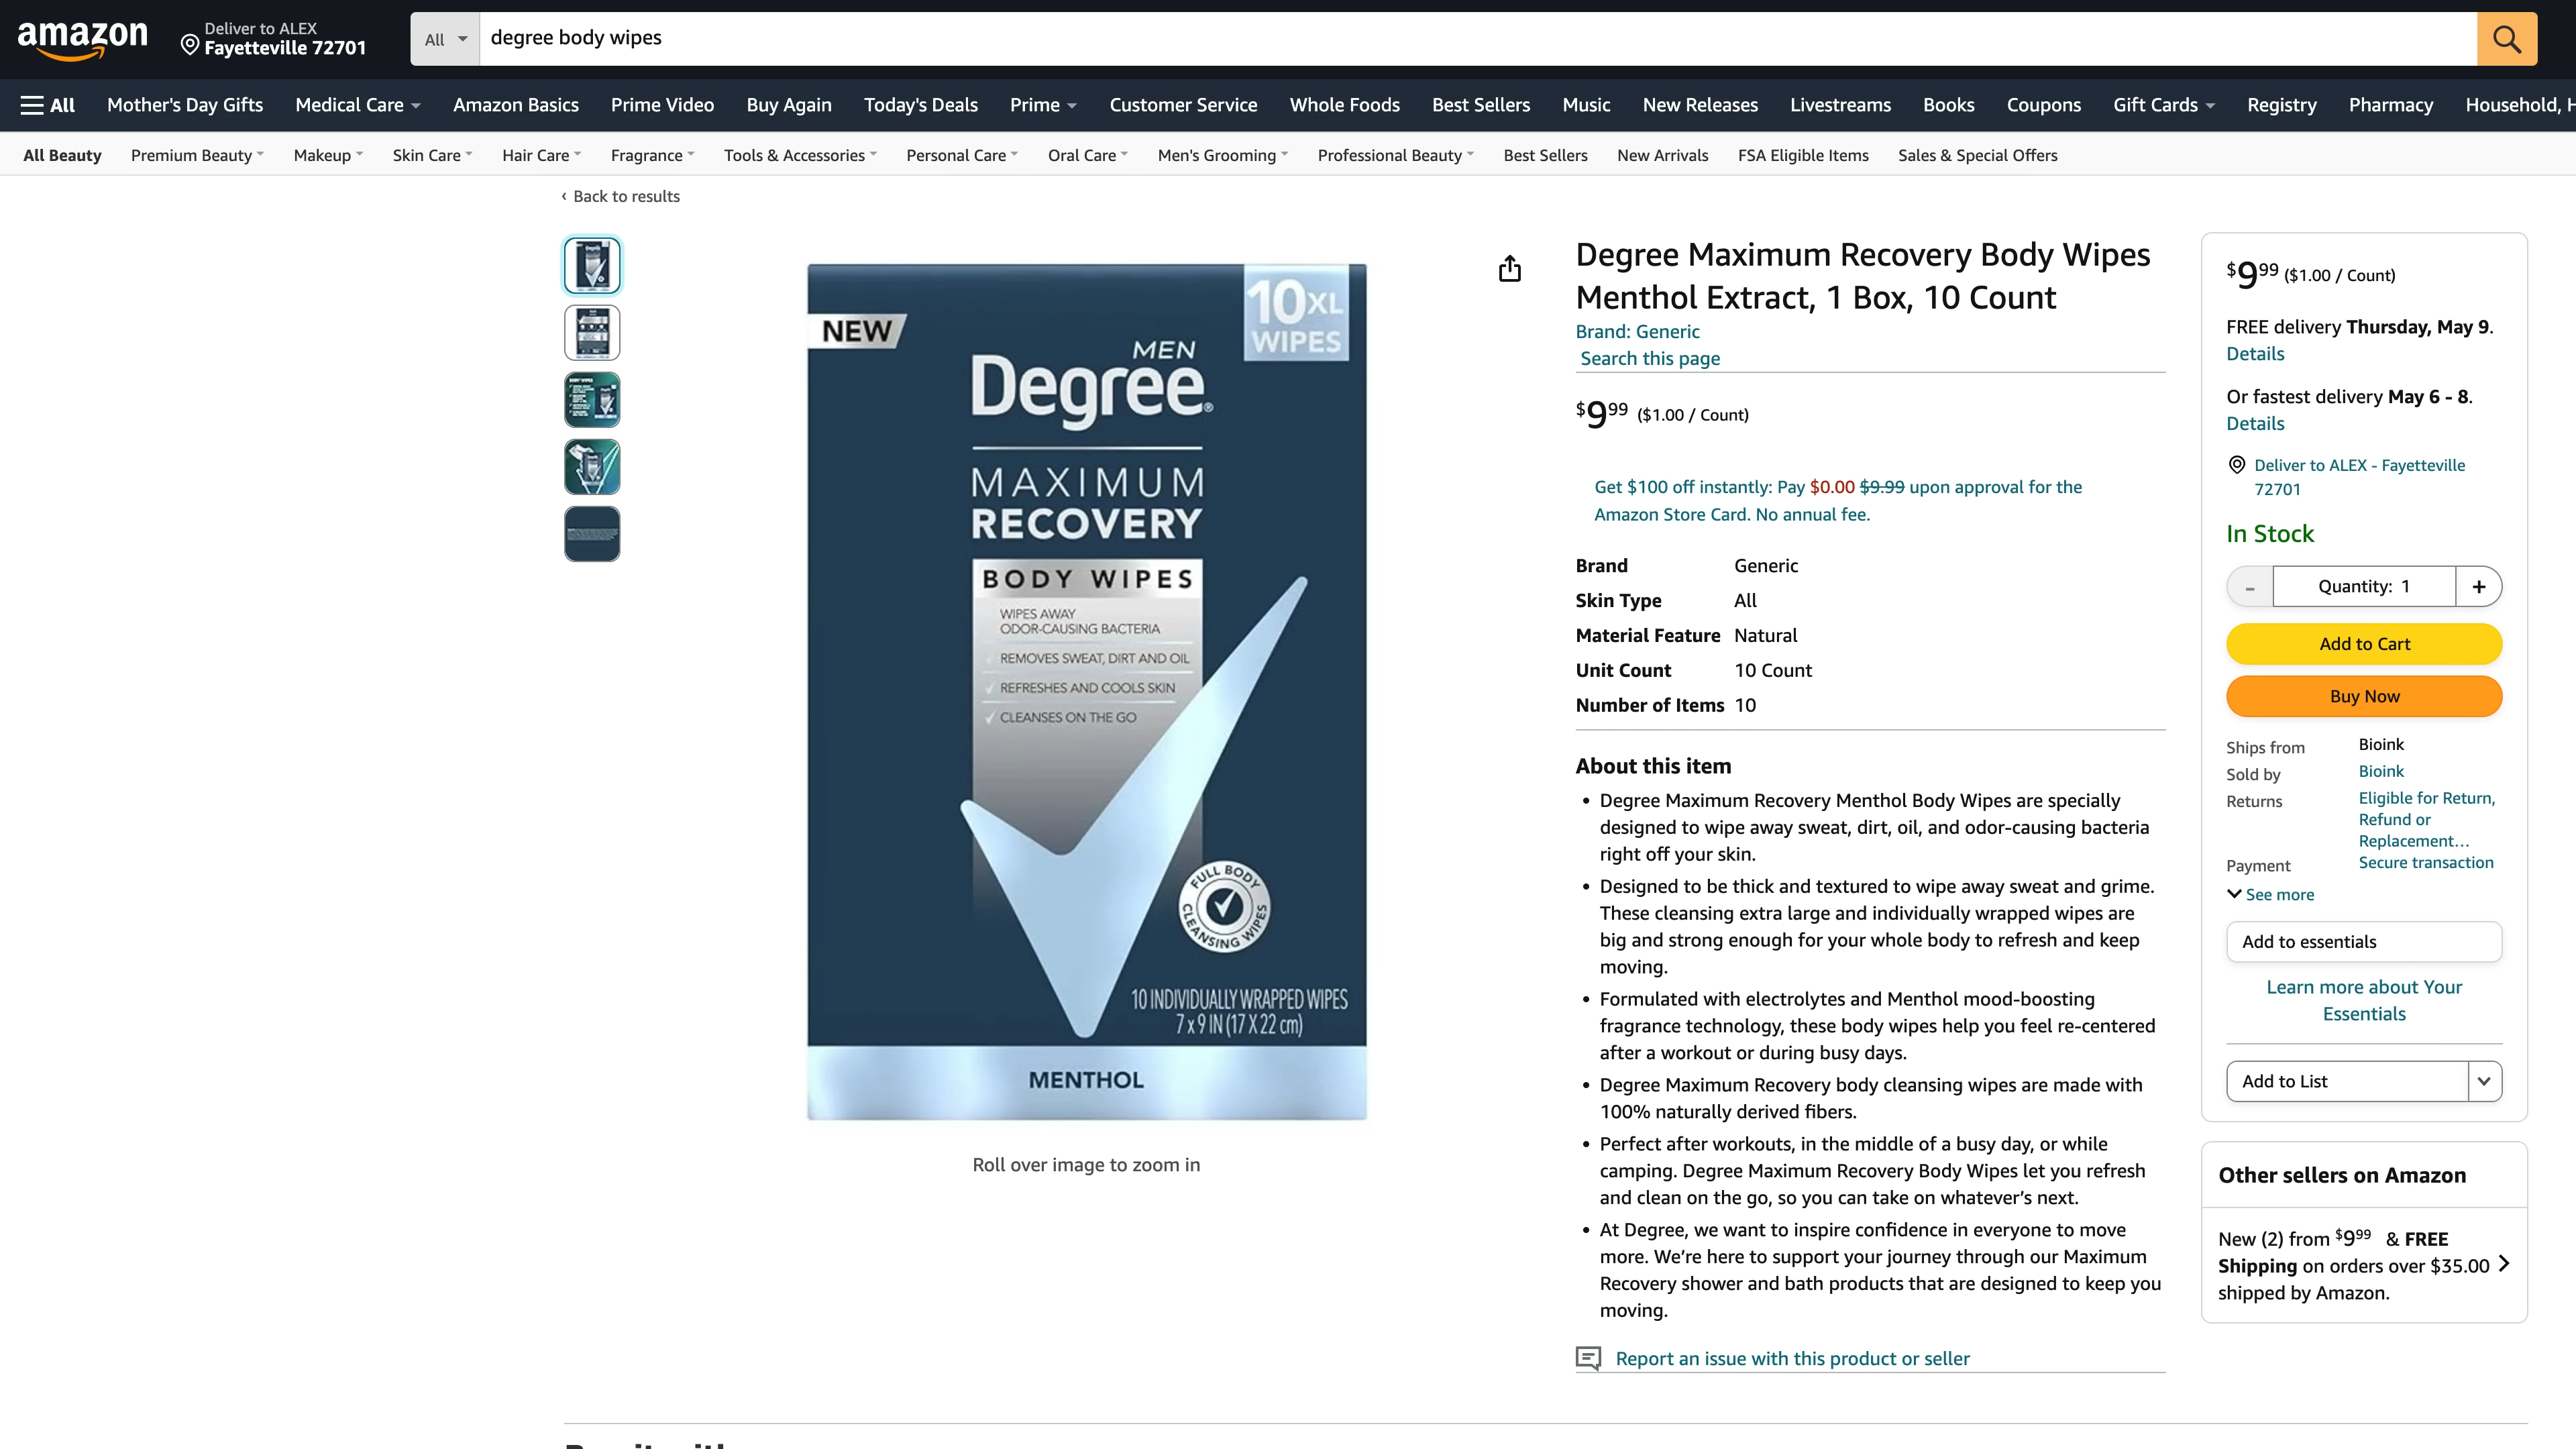 amazon
Deliver to ALEX
Fayetteville 72701
All
degree body wipes
All
Mother's Day Gifts
Medical Care
Amazon Basics
Prime Video
Buy Again
Today's Deals
Prime
Customer Service
Whole Foods
Best Sellers
Music
New Releases
Livestreams
Books
Coupons
Gift Cards
Registry
Pharmacy
Household, H
All Beauty
Premium Beauty
Makeup
Skin Care
Hair Care
Fragrance
Tools & Accessories
Personal Care
Oral Care
Men's Grooming
Professional Beauty
Best Sellers
New Arrivals
FSA Eligible Items
Sales & Special Offers
‹ Back to results
NEW
10XL
WIPES
MEN
Degree®
MAXIMUM
RECOVERY
BODY WIPES
WIPES AWAY
ODOR-CAUSING BACTERIA
REMOVES SWEAT, DIRT AND OIL
REFRESHES AND COOLS SKIN
CLEANSES ON THE GO
FULL BODY
CLEANSING WIPES
10 INDIVIDUALLY WRAPPED WIPES
7 x 9 IN (17 X 22 cm)
MENTHOL
Roll over image to zoom in
Degree Maximum Recovery Body Wipes
Menthol Extract, 1 Box, 10 Count
Brand: Generic
Search this page
$9.99 ($1.00 / Count)
Get $100 off instantly: Pay $0.00 $9.99 upon approval for the
Amazon Store Card. No annual fee.
Brand Generic
Skin Type All
Material Feature Natural
Unit Count 10 Count
Number of Items 10
About this item
• Degree Maximum Recovery Menthol Body Wipes are specially
designed to wipe away sweat, dirt, oil, and odor-causing bacteria
right off your skin.
• Designed to be thick and textured to wipe away sweat and grime.
These cleansing extra large and individually wrapped wipes are
big and strong enough for your whole body to refresh and keep
moving.
• Formulated with electrolytes and Menthol mood-boosting
fragrance technology, these body wipes help you feel re-centered
after a workout or during busy days.
• Degree Maximum Recovery body cleansing wipes are made with
100% naturally derived fibers.
• Perfect after workouts, in the middle of a busy day, or while
camping. Degree Maximum Recovery Body Wipes let you refresh
and clean on the go, so you can take on whatever's next.
• At Degree, we want to inspire confidence in everyone to move
more. We're here to support your journey through our Maximum
Recovery shower and bath products that are designed to keep you
moving.
Report an issue with this product or seller
$9 99 ($1.00 / Count)
FREE delivery Thursday, May 9.
Details
Or fastest delivery May 6 - 8.
Details
Deliver to ALEX - Fayetteville
72701
In Stock
- Quantity: 1 +
Add to Cart
Buy Now
Ships from Bioink
Sold by Bioink
Returns Eligible for Return,
Refund or
Replacement…
Payment Secure transaction
See more
Add to essentials
Learn more about Your
Essentials
Add to List
Other sellers on Amazon
New (2) from $9 99 & FREE
Shipping on orders over $35.00
shipped by Amazon.